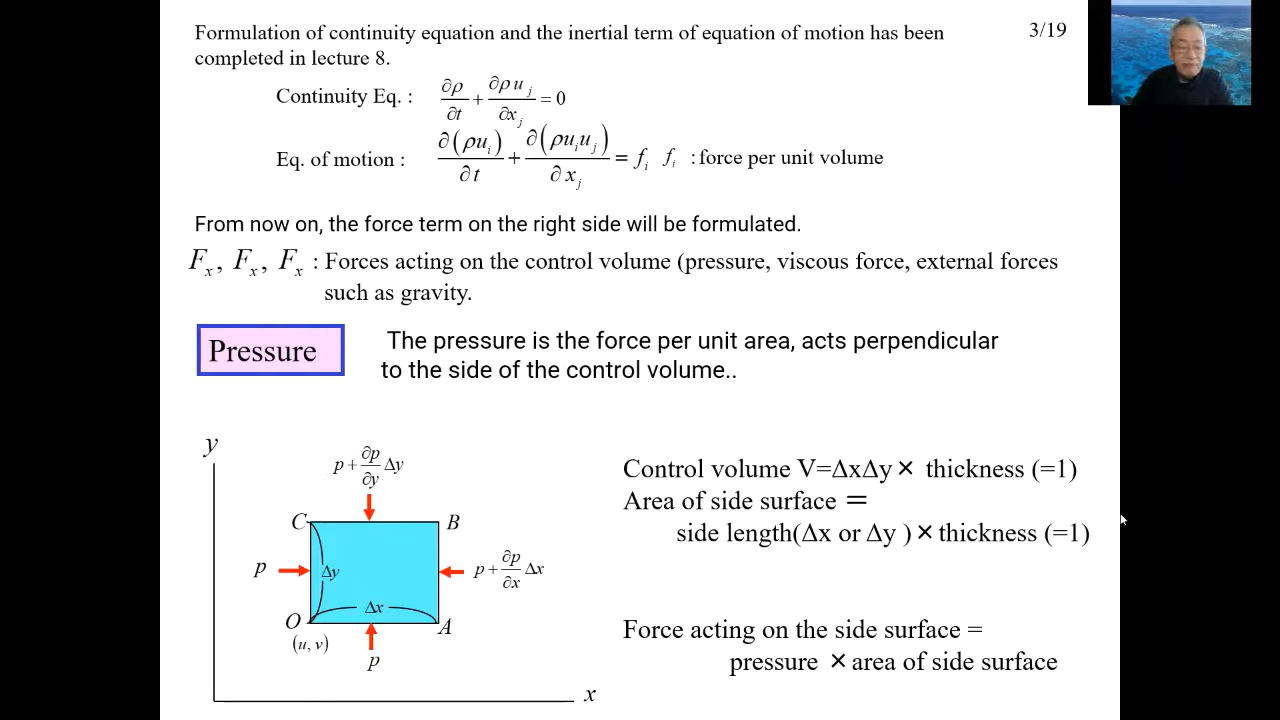 Formulation of continuity equation and the inertial term of equation of motion has been
3/19
completed in lecture 8.
Continuity Eq. : ∂ρ/∂t + ∂ρu_j/∂x_j = 0
Eq. of motion : ∂(ρu_i)/∂t + ∂(ρu_iu_j)/∂x_j = f_i f_i : force per unit volume
From now on, the force term on the right side will be formulated.
F_x, F_x, F_x : Forces acting on the control volume (pressure, viscous force, external forces
such as gravity.
Pressure
The pressure is the force per unit area, acts perpendicular
to the side of the control volume..
y
p + ∂p/∂y Δy
C
B
p
Δy
p + ∂p/∂x Δx
Δx
O
A
(u, v)
p
x
Control volume V=ΔxΔy× thickness (=1)
Area of side surface =
side length(Δx or Δy )×thickness (=1)
Force acting on the side surface =
pressure ×area of side surface